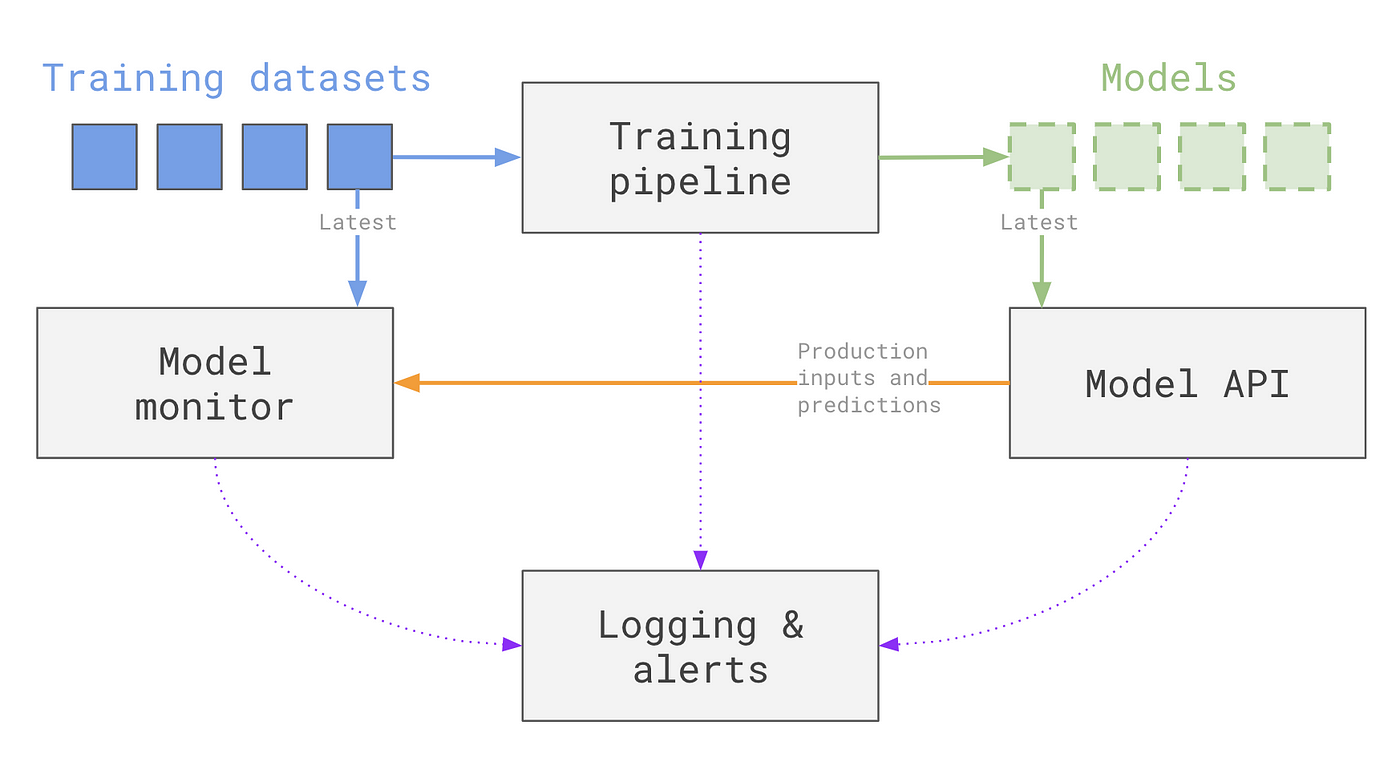 Training datasets
Training
pipeline
Models
Latest
Latest
Model
monitor
Production
inputs and
predictions
Model API
Logging &
alerts